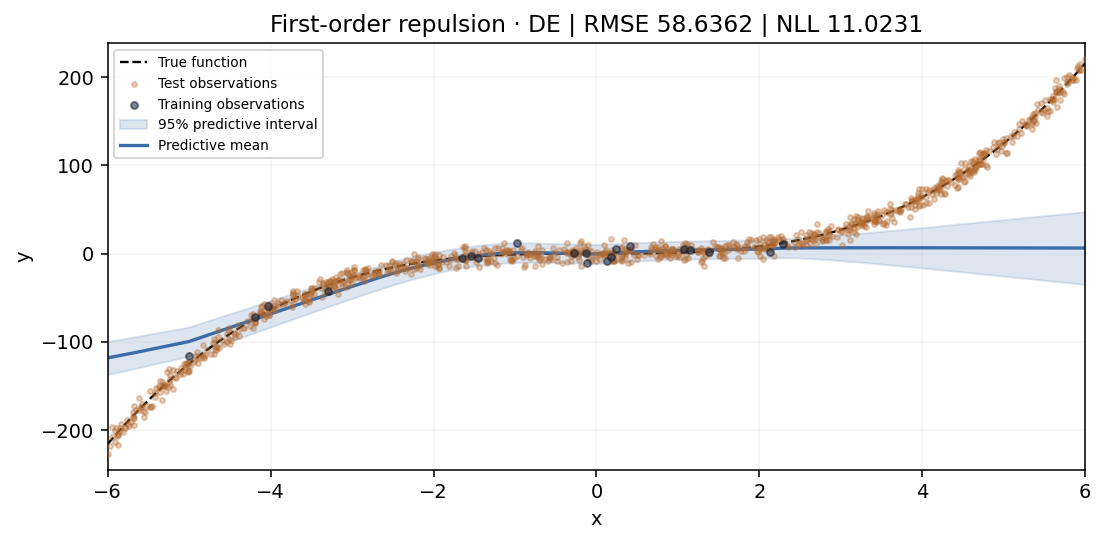 First-order repulsion · DE | RMSE 58.6362 | NLL 11.0231
True function
Test observations
Training observations
95% predictive interval
Predictive mean
200
100
0
−100
−200
y
−6 −4 −2 0 2 4 6
x